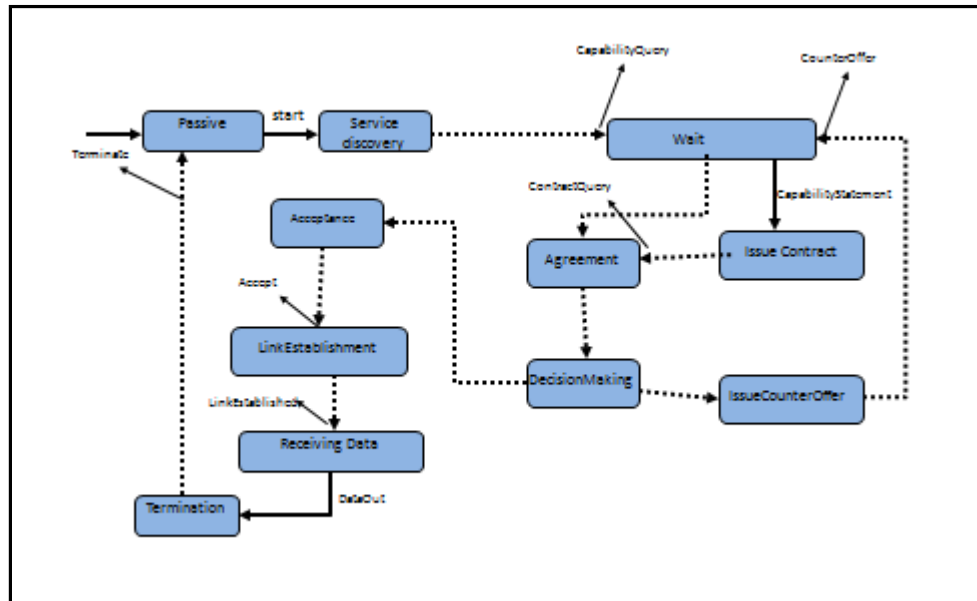 CapabilityQuery
CounterOffer
Passive
start
Service
discovery
Wait
Terminate
ContractQuery
CapabilityStatement
Acceptance
Agreement
Issue Contract
Accept
LinkEstablishment
DecisionMaking
IssueCounterOffer
LinkEstablished
Receiving Data
DataOut
Termination